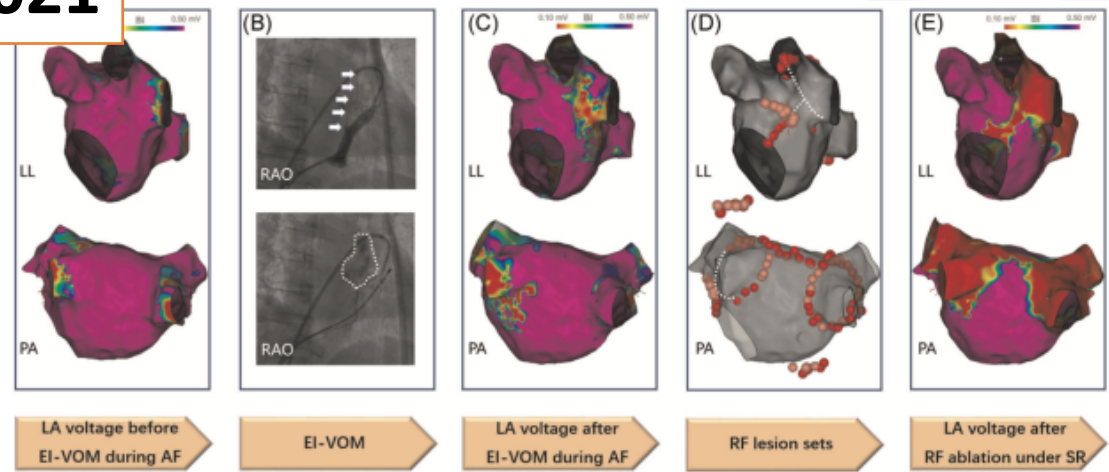 021
(B)
(C)
(D)
(E)
0.50 mV
0.10 mV Bi 0.50 mV
0.10 mV Bi 0.50 mV
LL
RAO
LL
LL
LL
PA
RAO
PA
PA
PA
LA voltage before
EI-VOM during AF
EI-VOM
LA voltage after
EI-VOM during AF
RF lesion sets
LA voltage after
RF ablation under SR